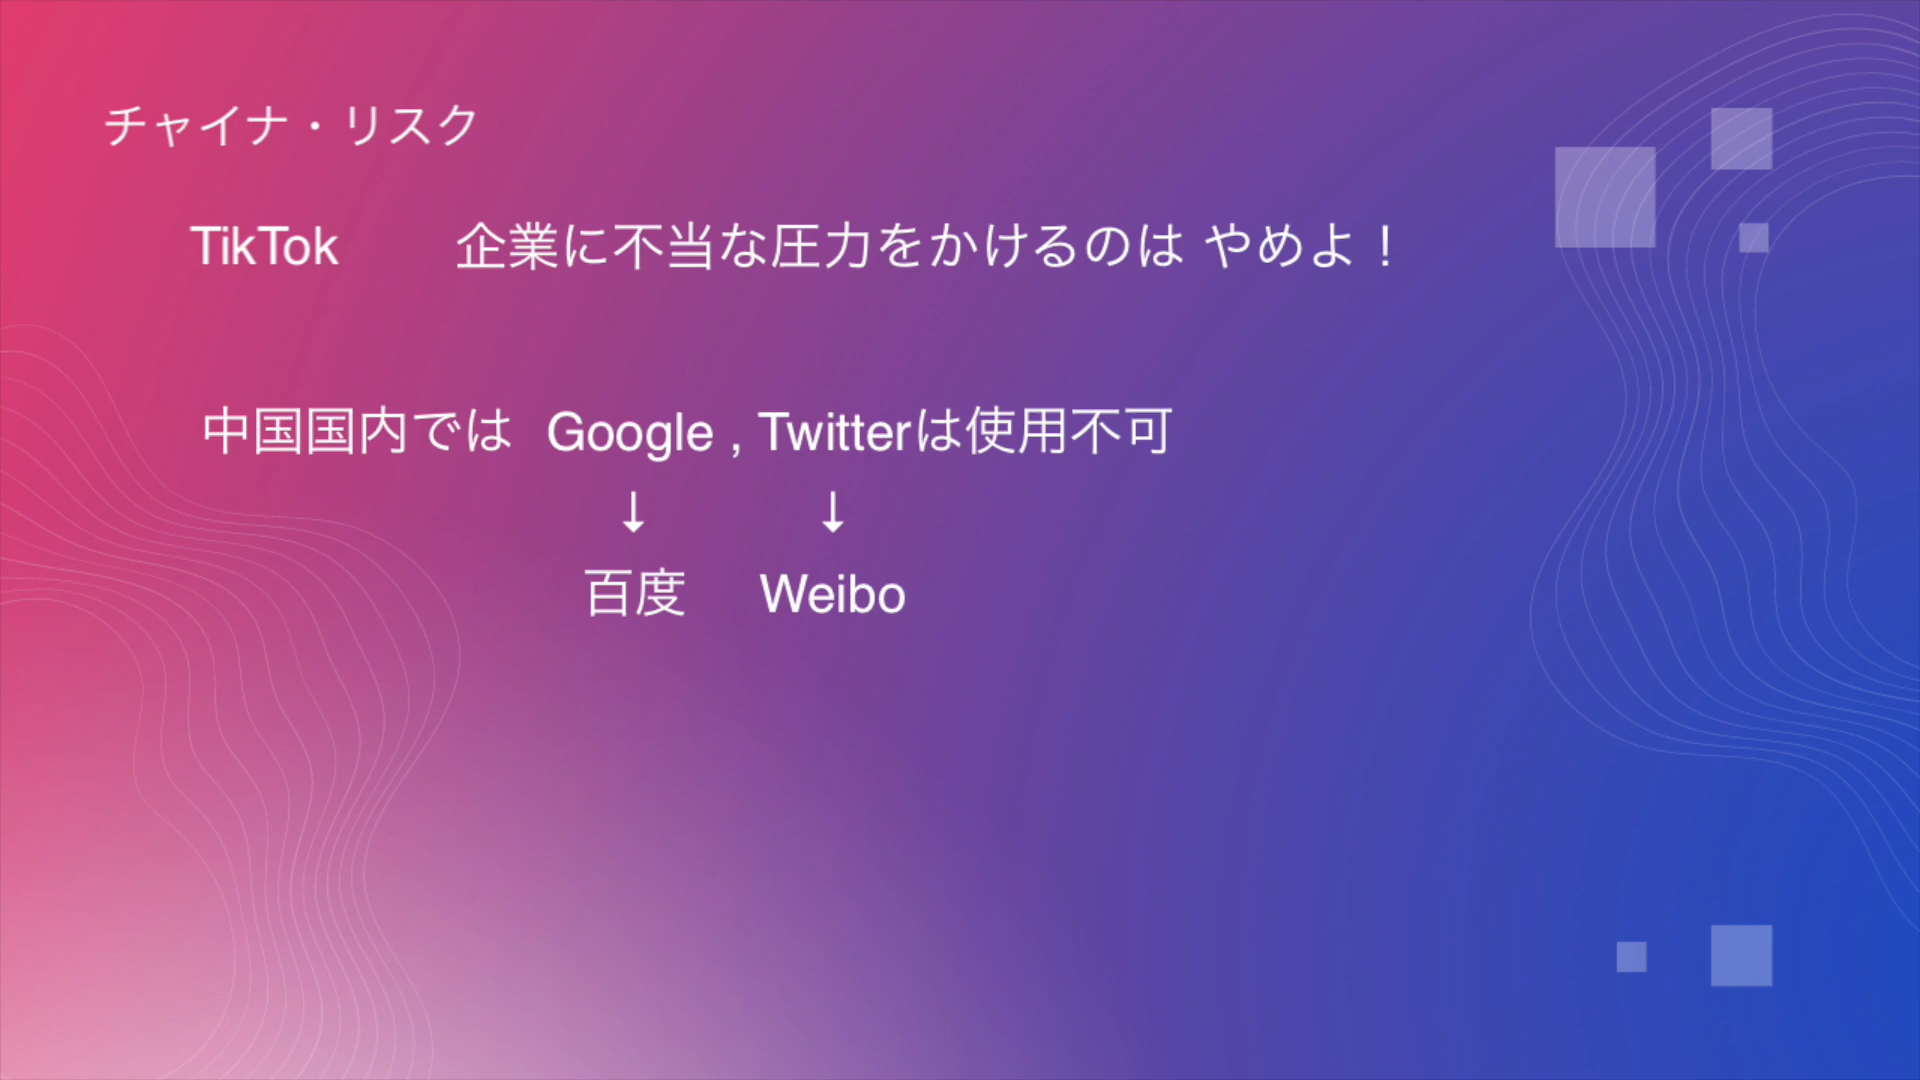 チャイナ・リスク
TikTok 企業に不当な圧力をかけるのは やめよ！
中国国内では Google , Twitterは使用不可
↓ ↓
百度 Weibo